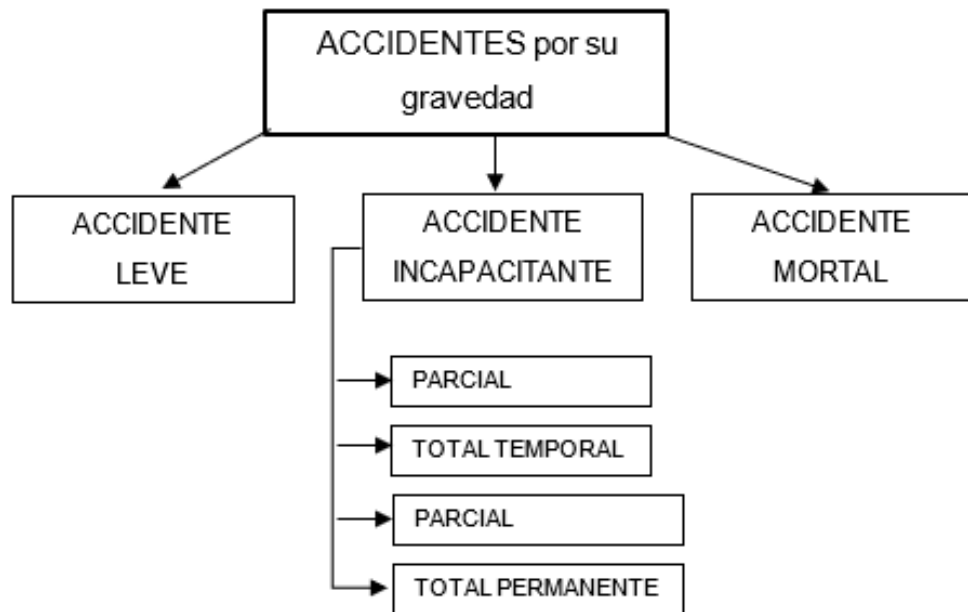 ACCIDENTES por su
gravedad
ACCIDENTE
LEVE
ACCIDENTE
INCAPACITANTE
ACCIDENTE
MORTAL
PARCIAL
TOTAL TEMPORAL
PARCIAL
TOTAL PERMANENTE